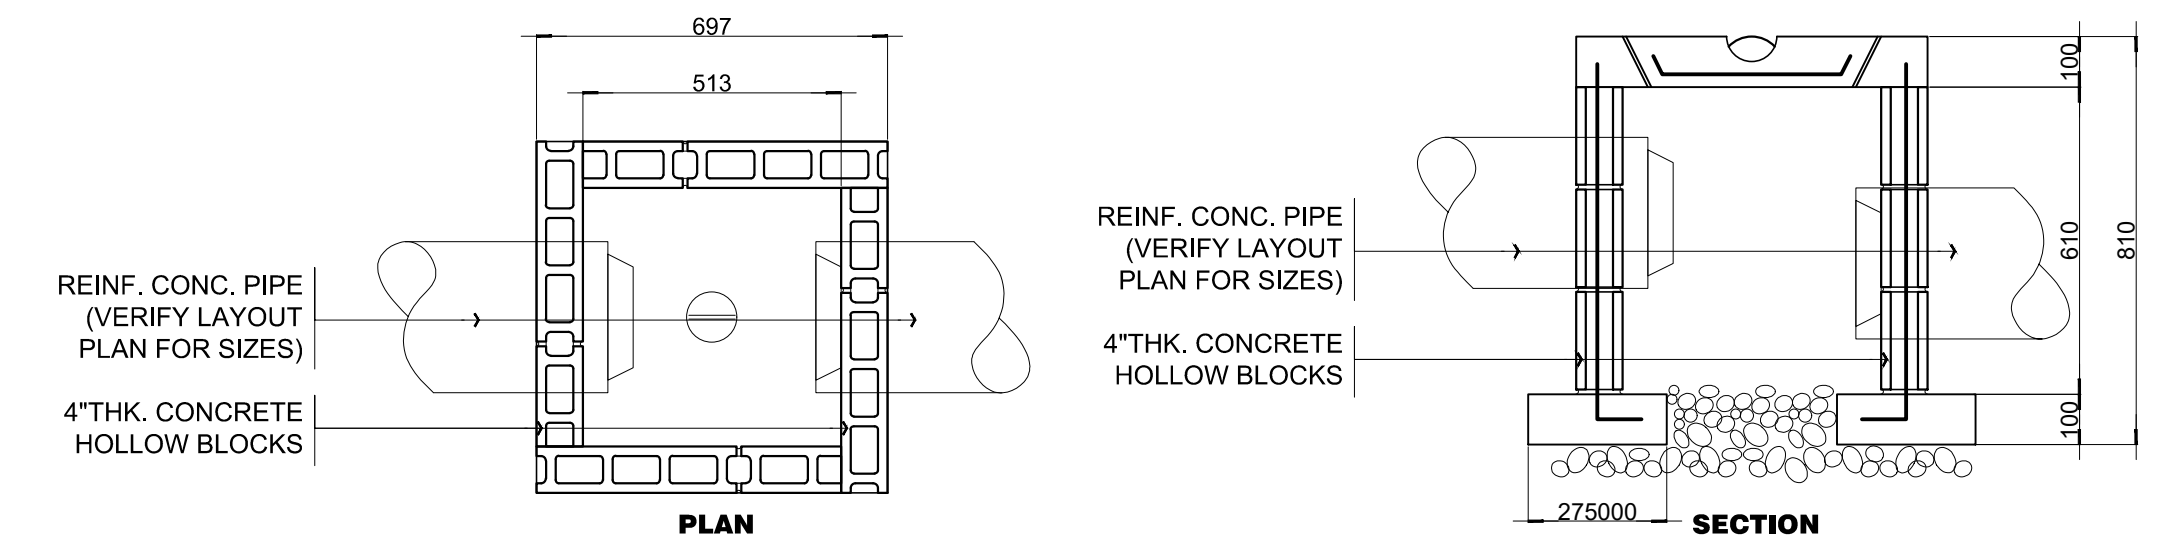 697
513
REINF. CONC. PIPE
(VERIFY LAYOUT
PLAN FOR SIZES)
4"THK. CONCRETE
HOLLOW BLOCKS
PLAN
REINF. CONC. PIPE
(VERIFY LAYOUT
PLAN FOR SIZES)
4"THK. CONCRETE
HOLLOW BLOCKS
100
610
810
100
275000
SECTION